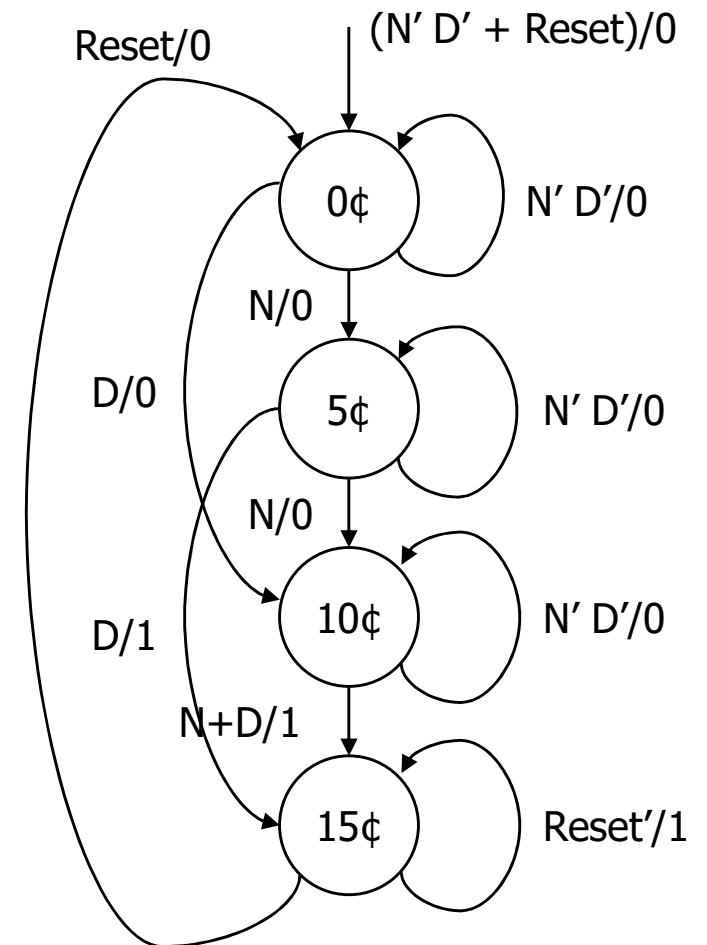 (N’ D’ + Reset)/0
Reset/0
0¢
N’ D’/0
N/0
D/0
5¢
N’ D’/0
N/0
10¢
N’ D’/0
D/1
N+D/1
15¢
Reset’/1